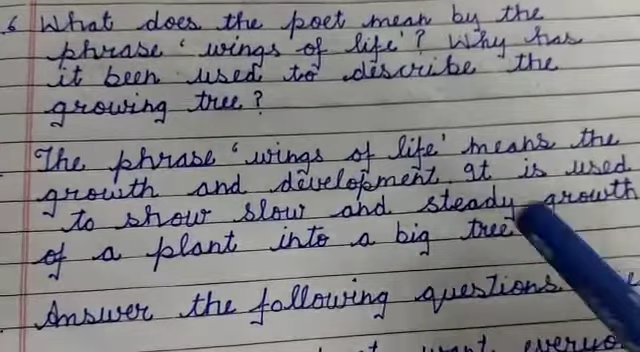 6 What does the poet mean by the
phrase 'wings of life'? Why has
it been used to describe the
growing tree?
The phrase 'wings of life' means the
growth and development. It is used
to show slow and steady growth
of a plant into a big tree
Answer the following questions
want everyo